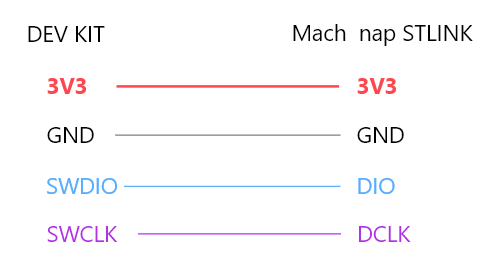 DEV KIT Mach nap STLINK
3V3 3V3
GND GND
SWDIO DIO
SWCLK DCLK